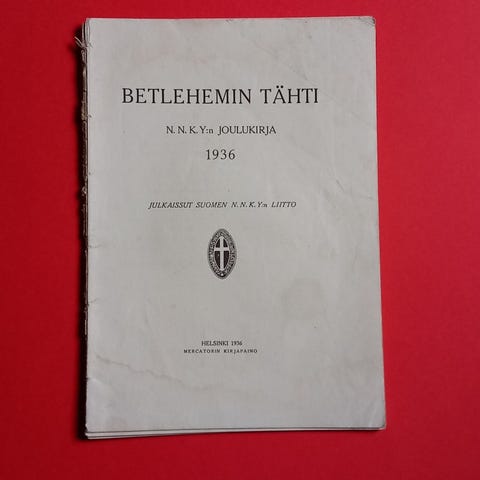 BETLEHEMIN TÄHTI
N. N. K. Y:n JOULUKIRJA
1936
JULKAISSUT SUOMEN N. N. K. Y:n LIITTO
HELSINKI 1936
MERCATORIN KIRJAPAINO